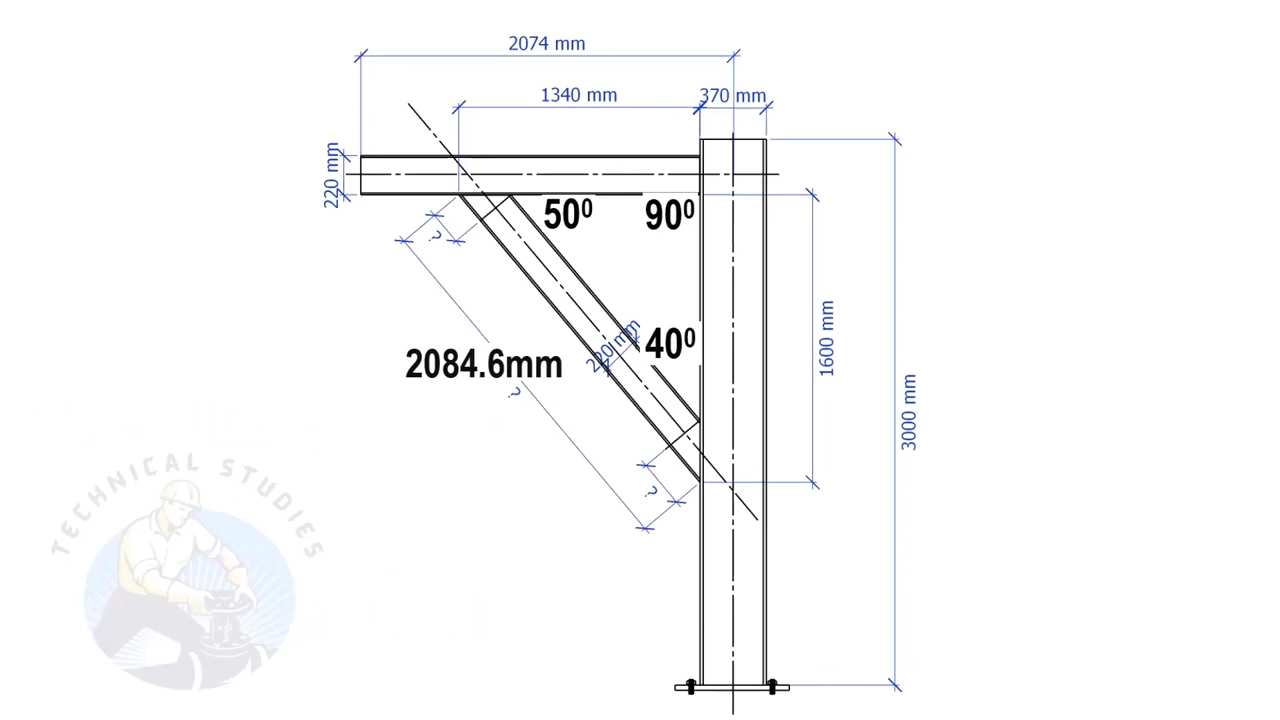 2074 mm
1340 mm
370 mm
220 mm
50⁰
90⁰
?
220 mm
40⁰
1600 mm
2084.6mm
?
3000 mm
?
TECHNICAL STUDIES